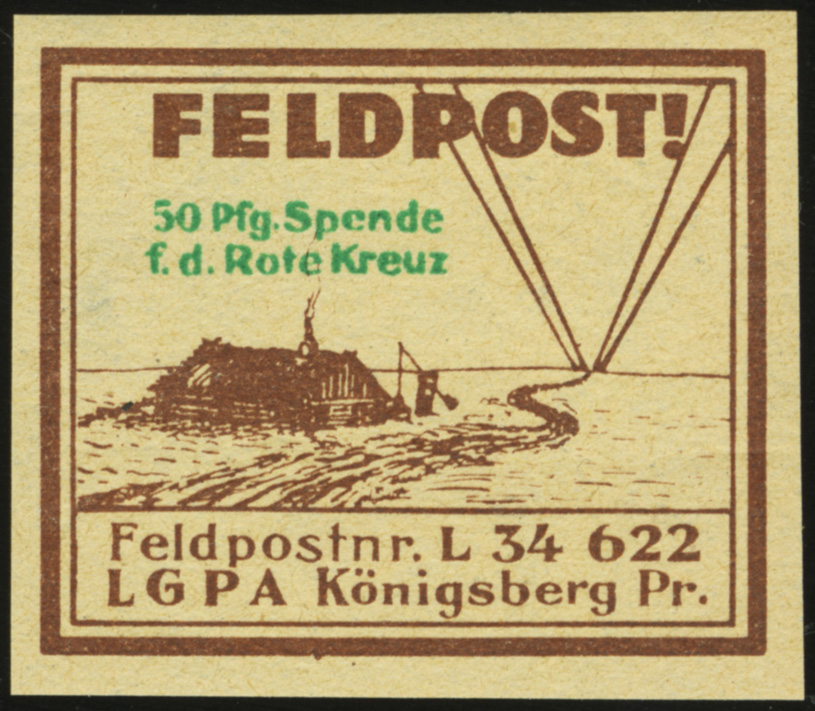 FELDPOST!
50 Pfg. Spende
f. d. Rote Kreuz
Feldpostnr. L 34 622
LGPA Königsberg Pr.